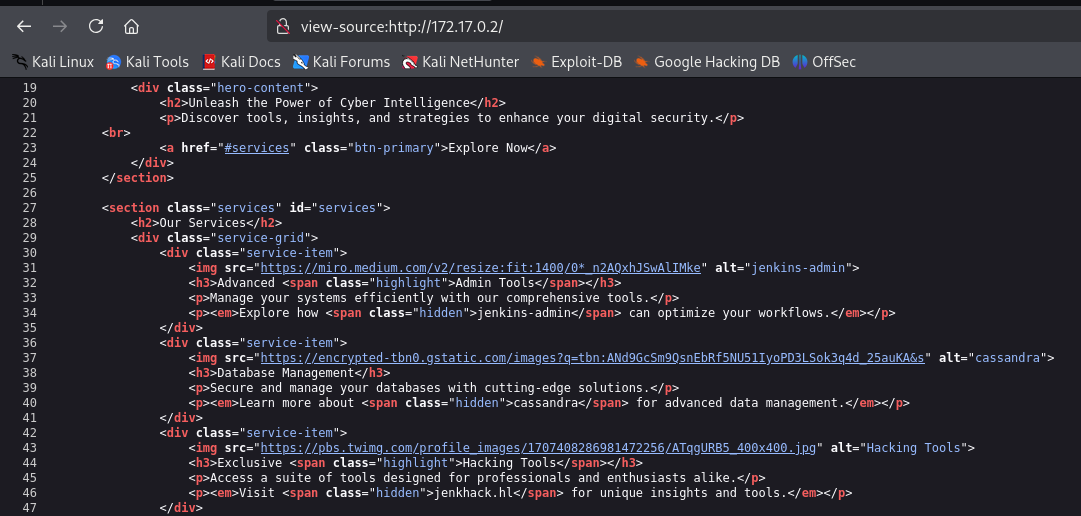 view-source:http://172.17.0.2/
Kali Linux Kali Tools Kali Docs Kali Forums Kali NetHunter Exploit-DB Google Hacking DB OffSec
19 <div class="hero-content">
20 <h2>Unleash the Power of Cyber Intelligence</h2>
21 <p>Discover tools, insights, and strategies to enhance your digital security.</p>
22 <br>
23 <a href="#services" class="btn-primary">Explore Now</a>
24 </div>
25 </section>
26
27 <section class="services" id="services">
28 <h2>Our Services</h2>
29 <div class="service-grid">
30 <div class="service-item">
31 <img src="https://miro.medium.com/v2/resize:fit:1400/0*_n2AQxhJSwAlIMke" alt="jenkins-admin">
32 <h3>Advanced <span class="highlight">Admin Tools</span></h3>
33 <p>Manage your systems efficiently with our comprehensive tools.</p>
34 <p><em>Explore how <span class="hidden">jenkins-admin</span> can optimize your workflows.</em></p>
35 </div>
36 <div class="service-item">
37 <img src="https://encrypted-tbn0.gstatic.com/images?q=tbn:ANd9GcSm9QsnEbRf5NU51IyoPD3LSok3q4d_25auKA&s" alt="cassandra">
38 <h3>Database Management</h3>
39 <p>Secure and manage your databases with cutting-edge solutions.</p>
40 <p><em>Learn more about <span class="hidden">cassandra</span> for advanced data management.</em></p>
41 </div>
42 <div class="service-item">
43 <img src="https://pbs.twimg.com/profile_images/1707408286981472256/ATqgURB5_400x400.jpg" alt="Hacking Tools">
44 <h3>Exclusive <span class="highlight">Hacking Tools</span></h3>
45 <p>Access a suite of tools designed for professionals and enthusiasts alike.</p>
46 <p><em>Visit <span class="hidden">jenkhack.hl</span> for unique insights and tools.</em></p>
47 </div>